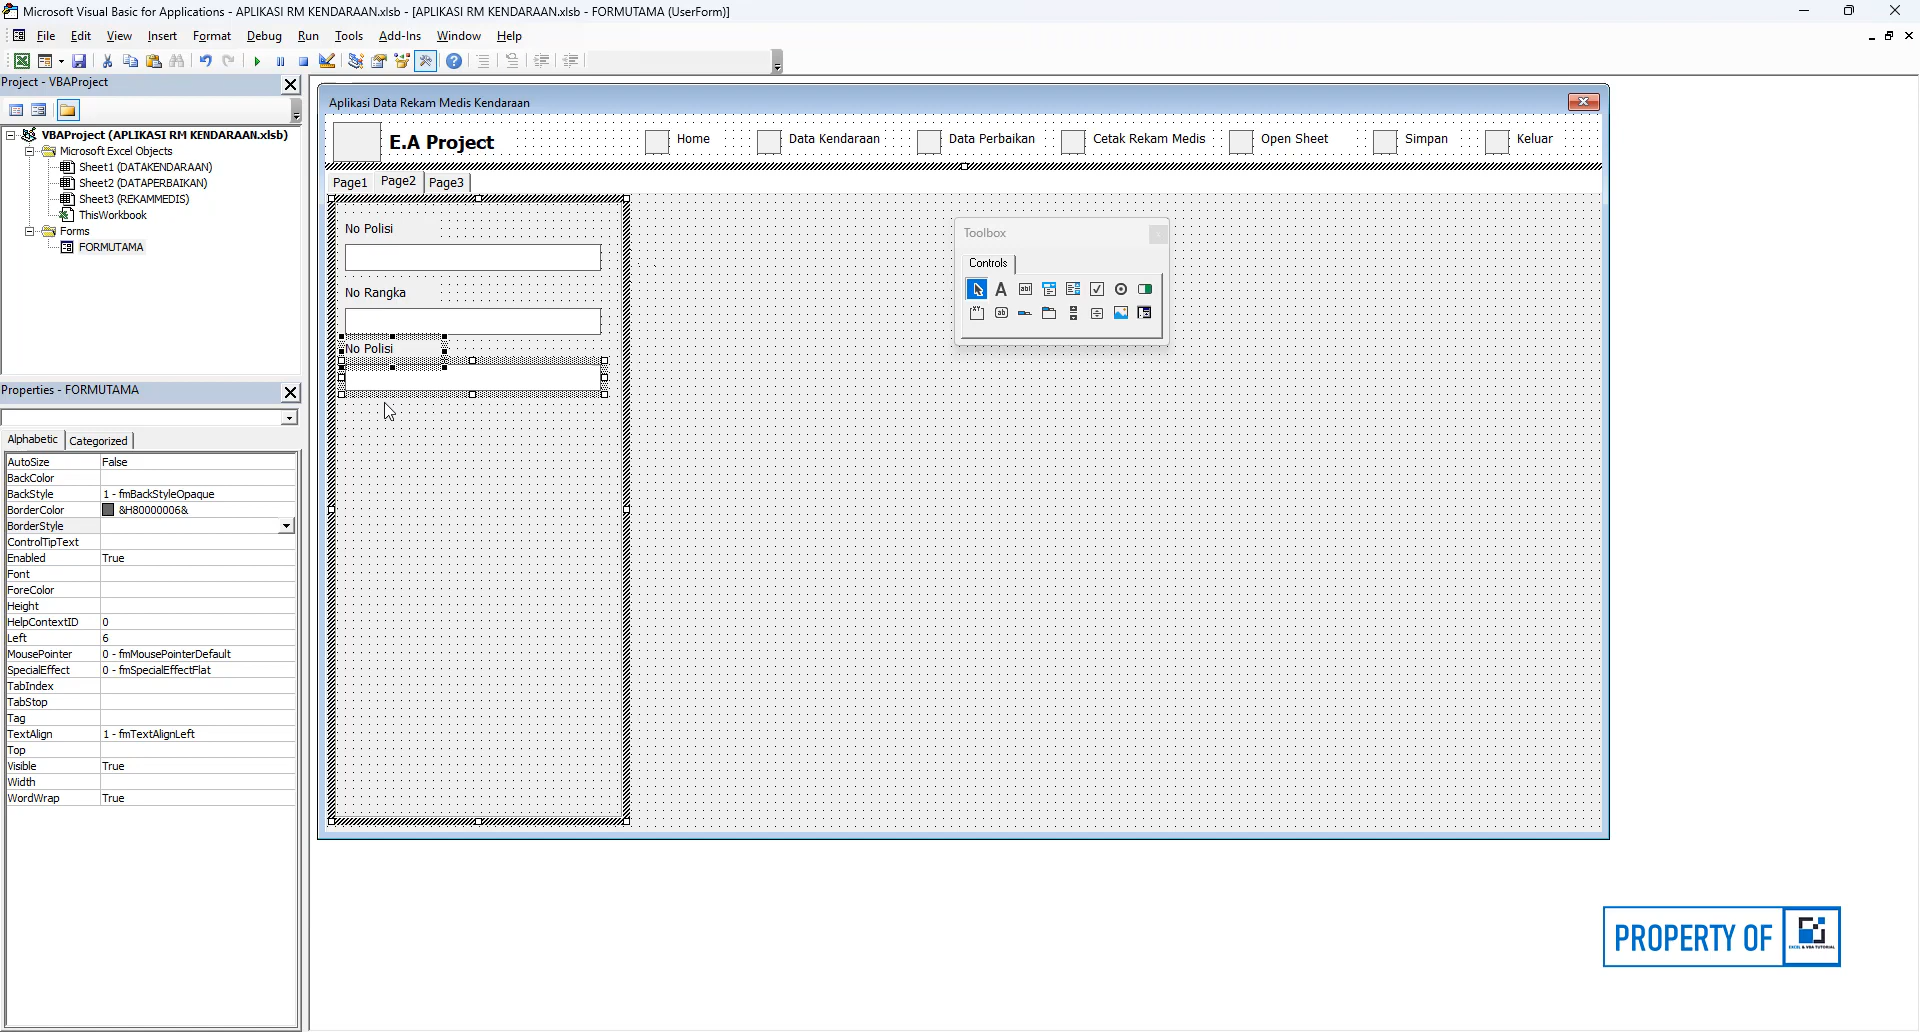 Microsoft Visual Basic for Applications - APLIKASI RM KENDARAAN.xlsb - [APLIKASI RM KENDARAAN.xlsb - FORMUTAMA (UserForm)]
File Edit View Insert Format Debug Run Tools Add-Ins Window Help
Project - VBAProject
VBAProject (APLIKASI RM KENDARAAN.xlsb)
Microsoft Excel Objects
Sheet1 (DATAKENDARAAN)
Sheet2 (DATAPERBAIKAN)
Sheet3 (REKAMMEDIS)
ThisWorkbook
Forms
FORMUTAMA
Properties - FORMUTAMA
Alphabetic Categorized
AutoSize False
BackColor
BackStyle 1 - fmBackStyleOpaque
BorderColor &H80000006&
BorderStyle
ControlTipText
Enabled True
Font
ForeColor
Height
HelpContextID 0
Left 6
MousePointer 0 - fmMousePointerDefault
SpecialEffect 0 - fmSpecialEffectFlat
TabIndex
TabStop
Tag
TextAlign 1 - fmTextAlignLeft
Top
Visible True
Width
WordWrap True
Aplikasi Data Rekam Medis Kendaraan
E.A Project Home Data Kendaraan Data Perbaikan Cetak Rekam Medis Open Sheet Simpan Keluar
Page1 Page2 Page3
No Polisi
No Rangka
No Polisi
Toolbox
Controls
PROPERTY OF
EXCEL & VBA TUTORIAL